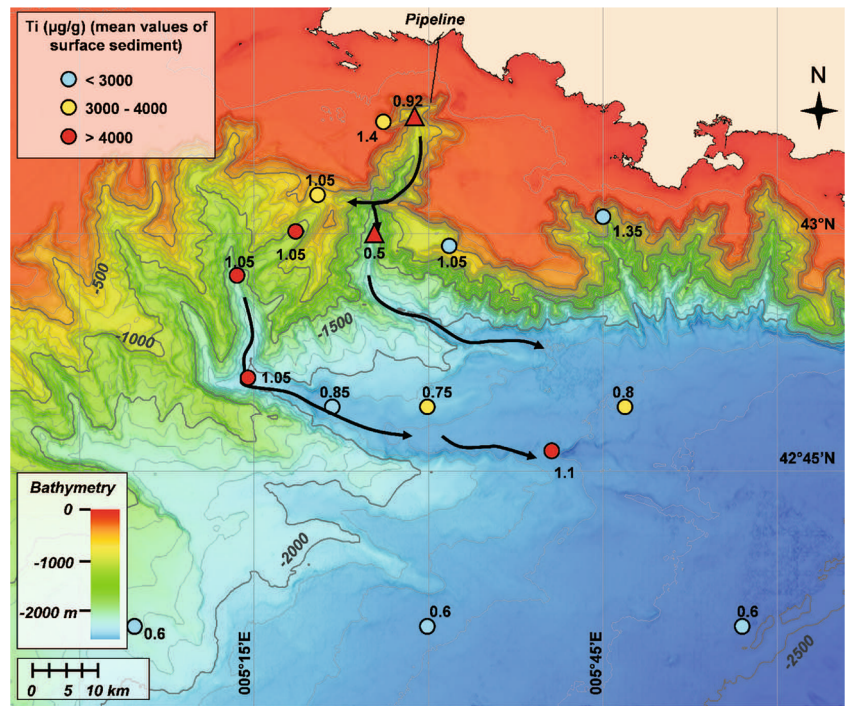 Pipeline
Ti (µg/g) (mean values of
surface sediment)
< 3000
3000 - 4000
> 4000
N
0.92
1.4
1.05
43°N
1.35
1.05
0.5
1.05
1.05
-500
-1000
-1500
1.05
0.85
0.75
0.8
42°45'N
1.1
Bathymetry
0
-1000
-2000 m
-2000
0.6
0.6
0.6
005°15'E
005°45'E
-2500
0 5 10 km